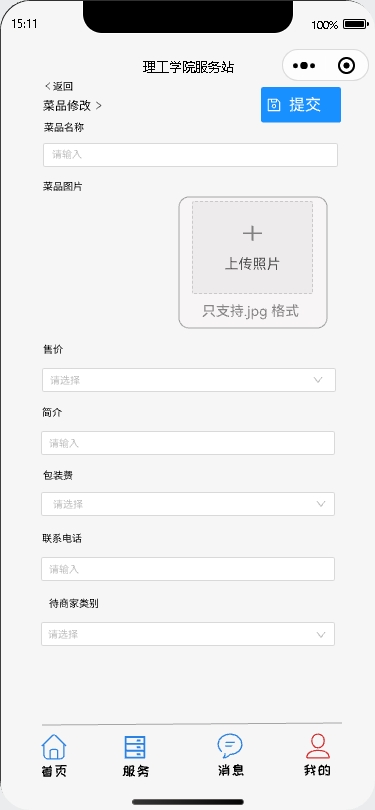 15:11
100%
理工学院服务站
< 返回
菜品修改 >
提交
菜品名称
请输入
菜品图片
上传照片
只支持.jpg 格式
售价
请选择
简介
请输入
包装费
请选择
联系电话
请输入
待商家类别
请选择
首页 服务 消息 我的